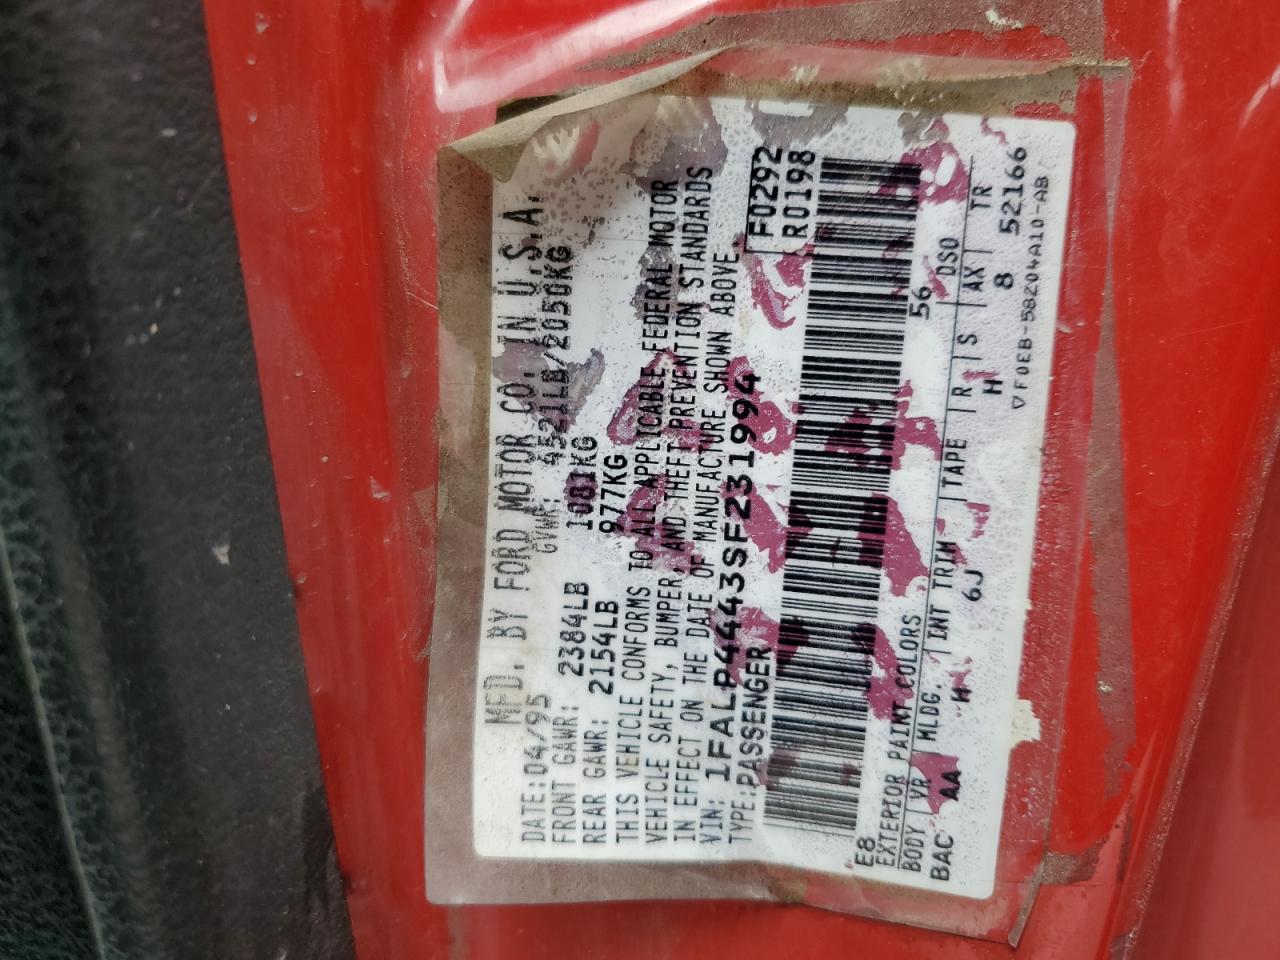 MFD. BY FORD MOTOR CO. IN U.S.A.
DATE: 04/95 GVWR: 4521LB/2050KG
FRONT GAWR: 2384LB 1081KG
REAR GAWR: 2154LB 977KG
THIS VEHICLE CONFORMS TO ALL APPLICABLE FEDERAL MOTOR
VEHICLE SAFETY, BUMPER, AND THEFT PREVENTION STANDARDS
IN EFFECT ON THE DATE OF MANUFACTURE SHOWN ABOVE
VIN: 1FALP4443SF231994 F0292
TYPE: PASSENGER R0198
E8 56
EXTERIOR PAINT COLORS DSO
BODY VR MLDG. INT TRIM TAPE R S AX TR
BAC AA H 6J H 8 52166
▽ F0EB-58204A10-AB